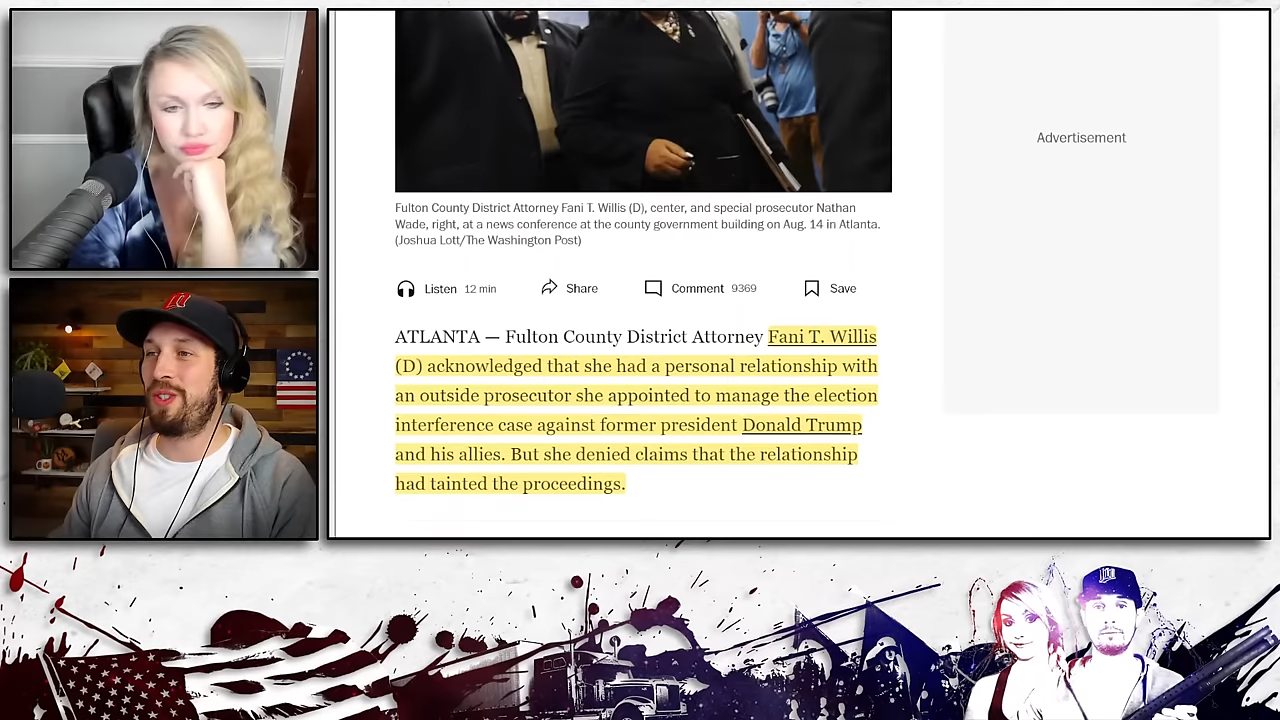 Advertisement
Fulton County District Attorney Fani T. Willis (D), center, and special prosecutor Nathan
Wade, right, at a news conference at the county government building on Aug. 14 in Atlanta.
(Joshua Lott/The Washington Post)
Listen 12 min Share Comment 9369 Save
ATLANTA — Fulton County District Attorney Fani T. Willis
(D) acknowledged that she had a personal relationship with
an outside prosecutor she appointed to manage the election
interference case against former president Donald Trump
and his allies. But she denied claims that the relationship
had tainted the proceedings.